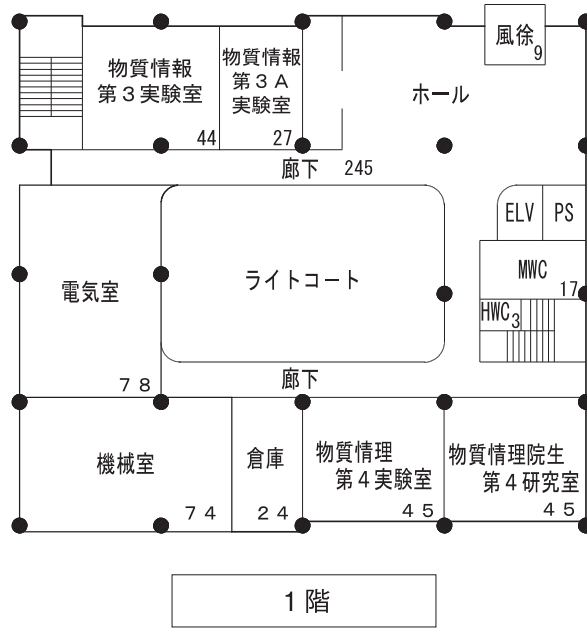 風徐
9
物質情報
第３実験室
44
物質情報
第３Ａ
実験室
27
ホール
廊下 245
ELV
PS
MWC
17
HWC
3
電気室
７８
ライトコート
廊下
機械室
７４
倉庫
２４
物質情理
第４実験室
４５
物質情理院生
第４研究室
４５
１階